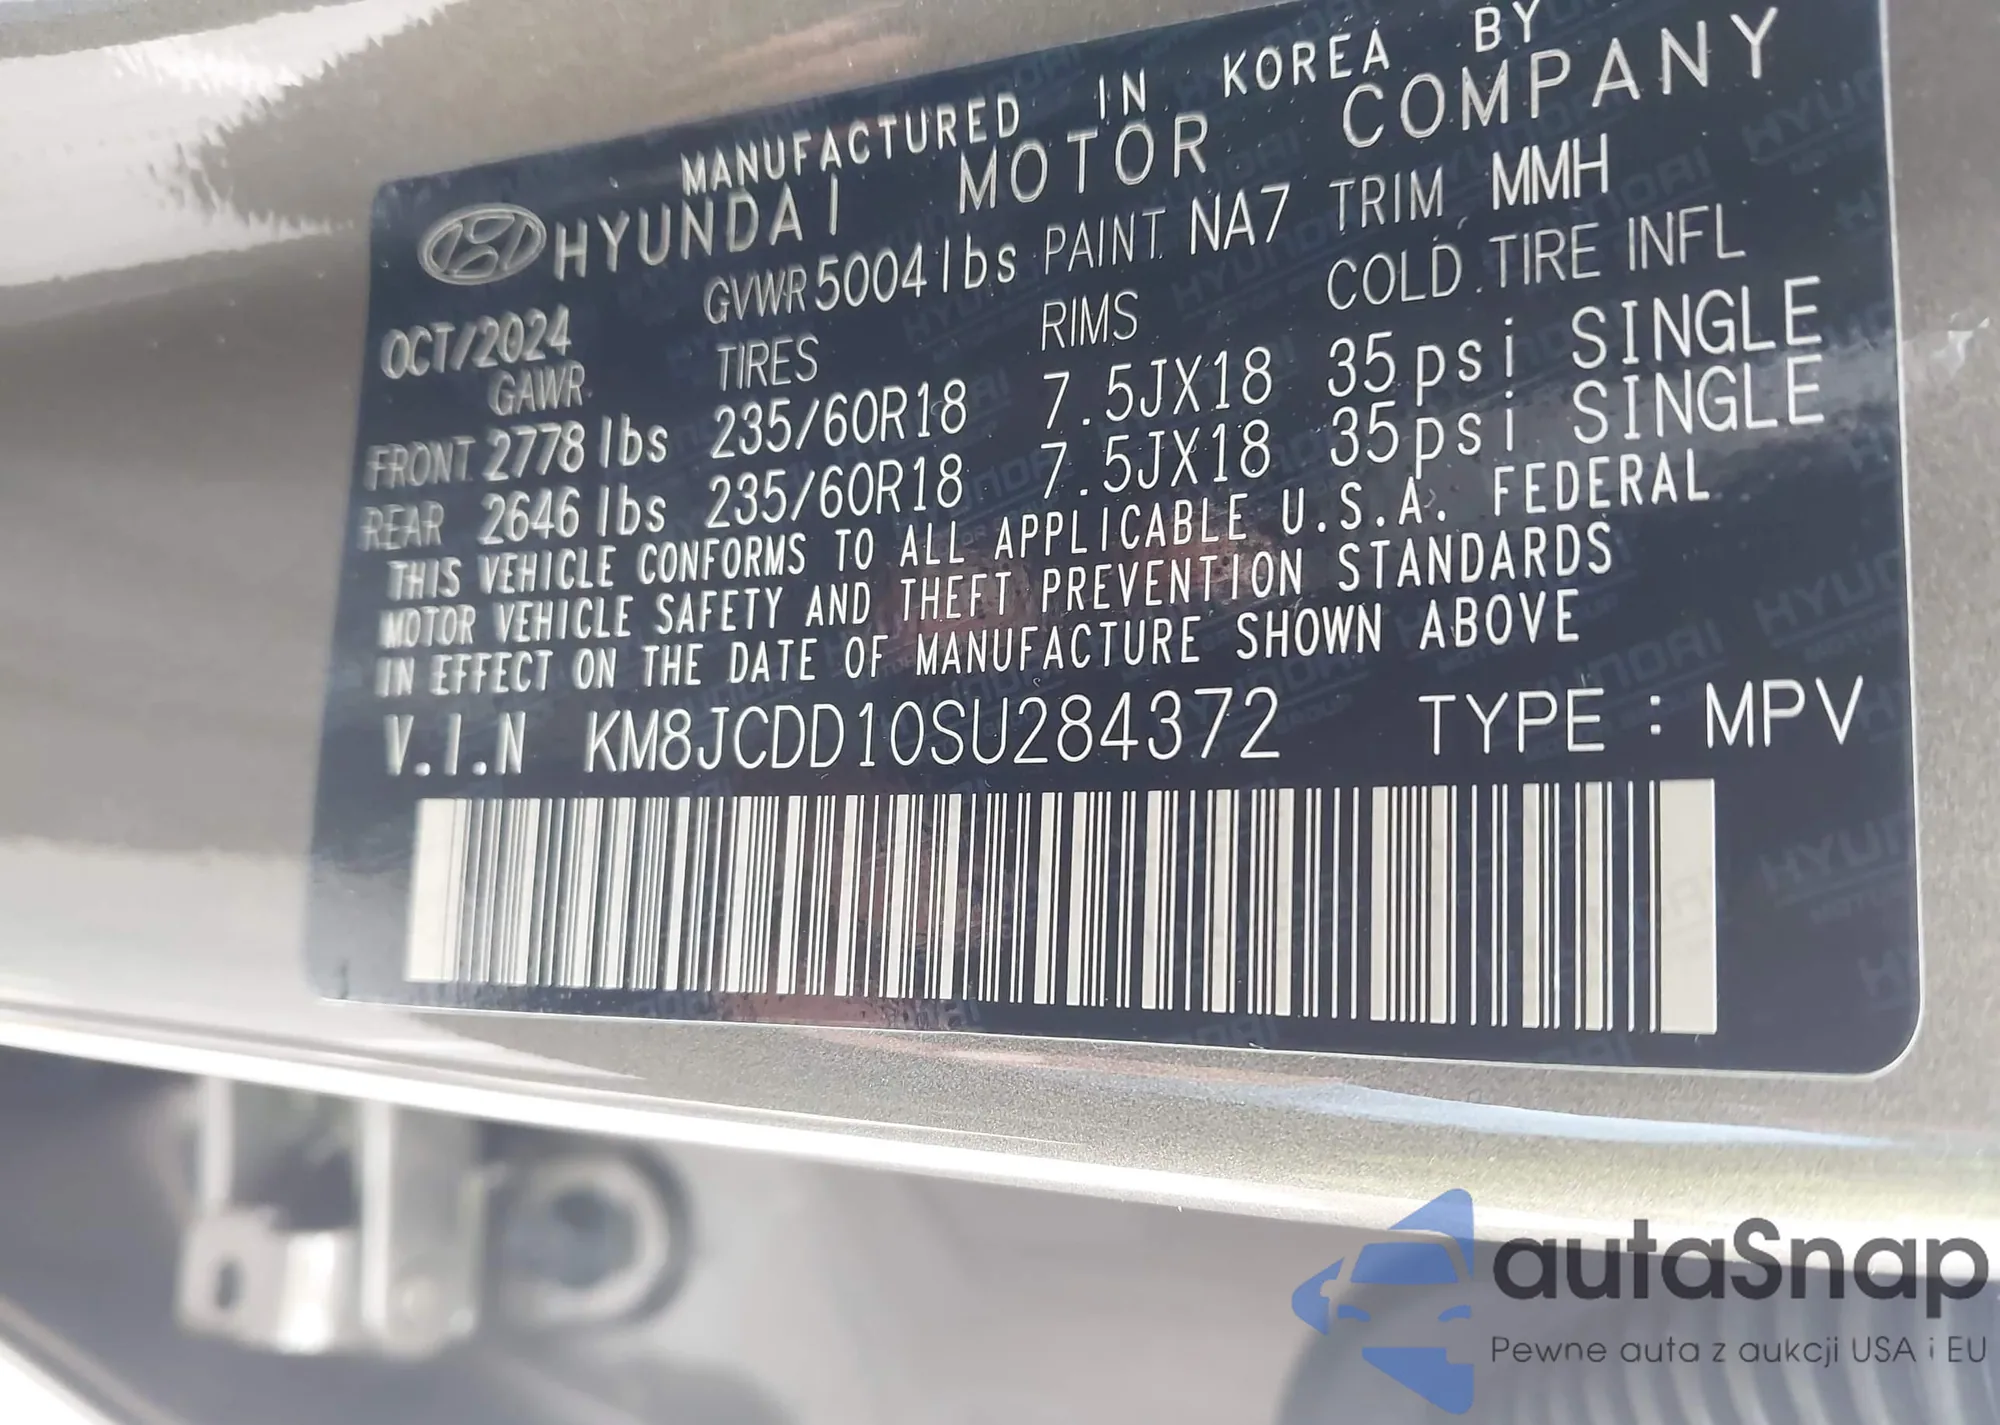 MANUFACTURED IN KOREA BY
HYUNDAI MOTOR COMPANY
OCT/2024 GVWR 5004lbs PAINT NA7 TRIM MMH
GAWR TIRES RIMS COLD TIRE INFL
FRONT 2778 lbs 235/60R18 7.5JX18 35psi SINGLE
REAR 2646 lbs 235/60R18 7.5JX18 35psi SINGLE
THIS VEHICLE CONFORMS TO ALL APPLICABLE U.S.A. FEDERAL
MOTOR VEHICLE SAFETY AND THEFT PREVENTION STANDARDS
IN EFFECT ON THE DATE OF MANUFACTURE SHOWN ABOVE
V.I.N KM8JCDD10SU284372 TYPE : MPV
autaSnap
Pewne auta z aukcji USA i EU